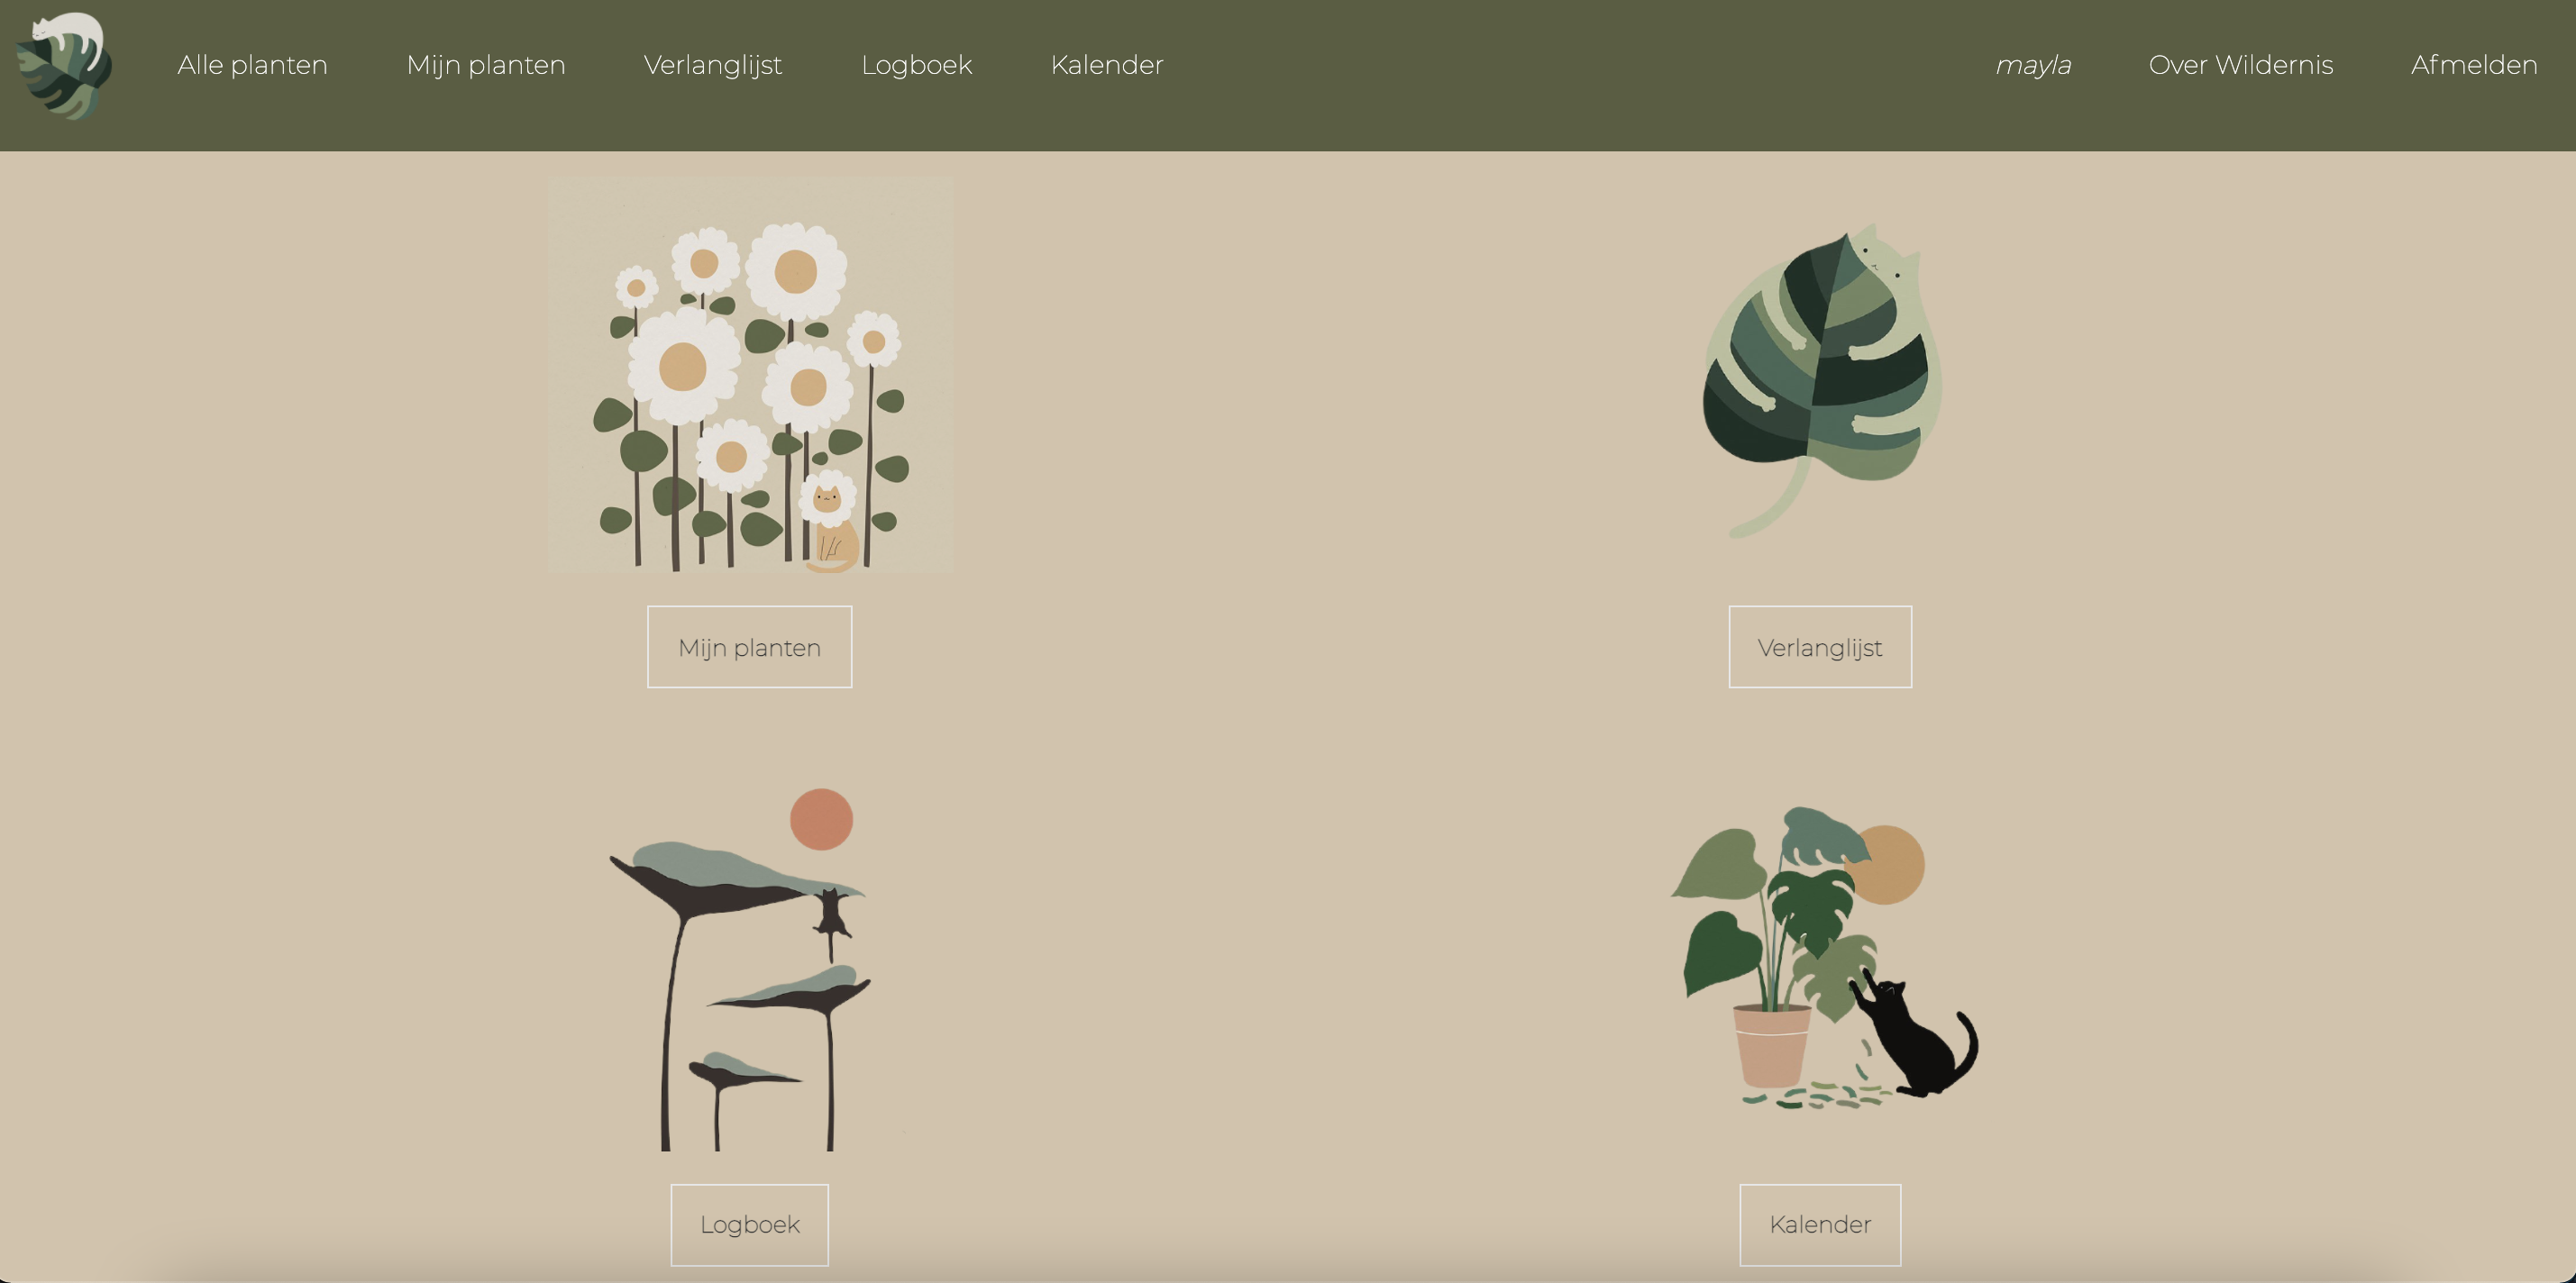 Alle planten
Mijn planten
Verlanglijst
Logboek
Kalender
mayla
Over Wildernis
Afmelden
Mijn planten
Verlanglijst
Logboek
Kalender